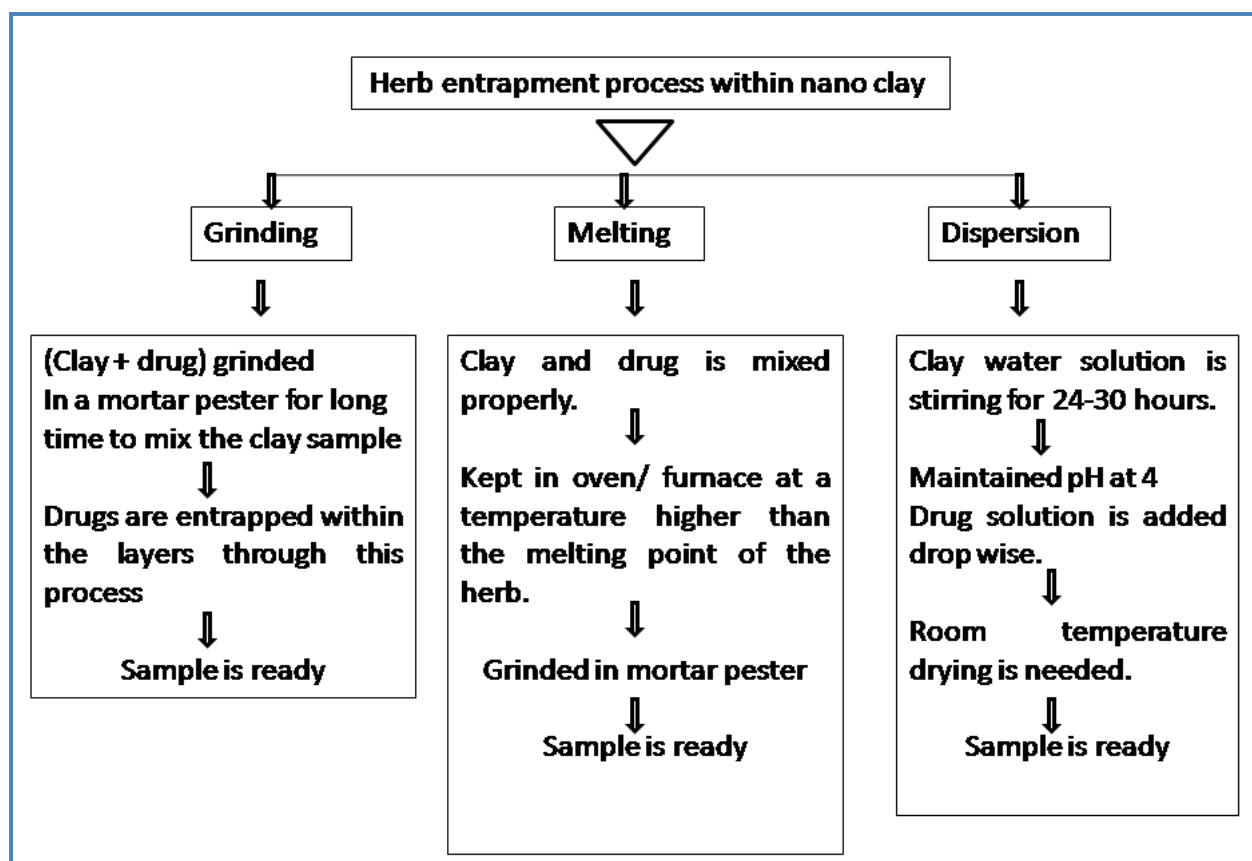 Herb entrapment process within nano clay
Grinding
Melting
Dispersion
(Clay + drug) grinded
In a mortar pester for long
time to mix the clay sample
Drugs are entrapped within
the layers through this
process
Sample is ready
Clay and drug is mixed
properly.
Kept in oven/ furnace at a
temperature higher than
the melting point of the
herb.
Grinded in mortar pester
Sample is ready
Clay water solution is
stirring for 24-30 hours.
Maintained pH at 4
Drug solution is added
drop wise.
Room temperature
drying is needed.
Sample is ready